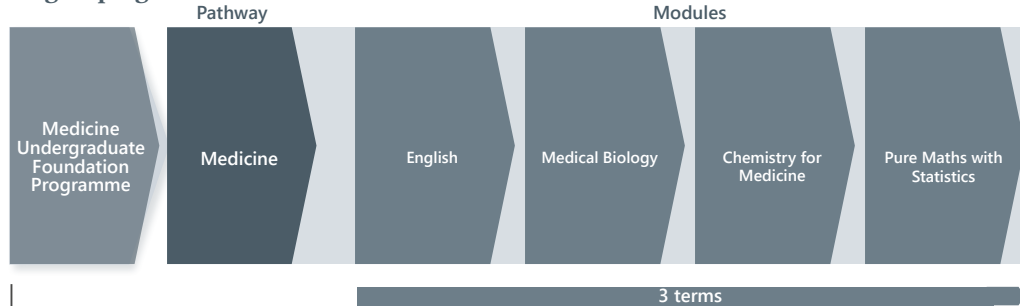 Pathway
Modules
Medicine
Undergraduate
Foundation
Programme
Medicine
English
Medical Biology
Chemistry for
Medicine
Pure Maths with
Statistics
3 terms